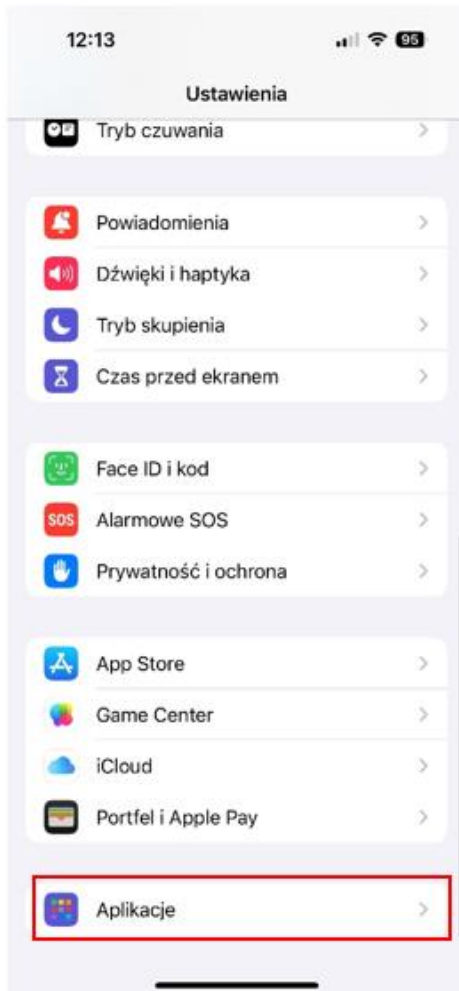 12:13
95
Ustawienia
Tryb czuwania
Powiadomienia
Dźwięki i haptyka
Tryb skupienia
Czas przed ekranem
Face ID i kod
SOS
Alarmowe SOS
Prywatność i ochrona
App Store
Game Center
iCloud
Portfel i Apple Pay
Aplikacje